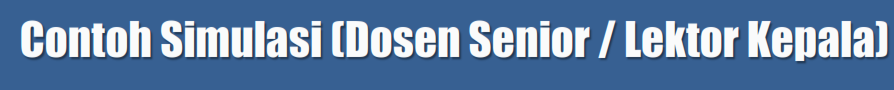 Contoh Simulasi (Dosen Senior / Lektor Kepala)